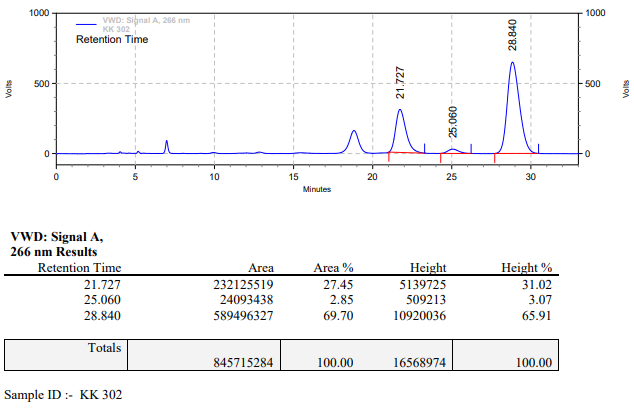 1000
1000
VWD: Signal A, 266 nm
KK 302
Retention Time
28.840
21.727
25.060
500
500
Volts
Volts
0
0
0 5 10 15 20 25 30
Minutes
VWD: Signal A,
266 nm Results
Retention Time Area Area % Height Height %
21.727 232125519 27.45 5139725 31.02
25.060 24093438 2.85 509213 3.07
28.840 589496327 69.70 10920036 65.91
Totals
845715284 100.00 16568974 100.00
Sample ID :- KK 302